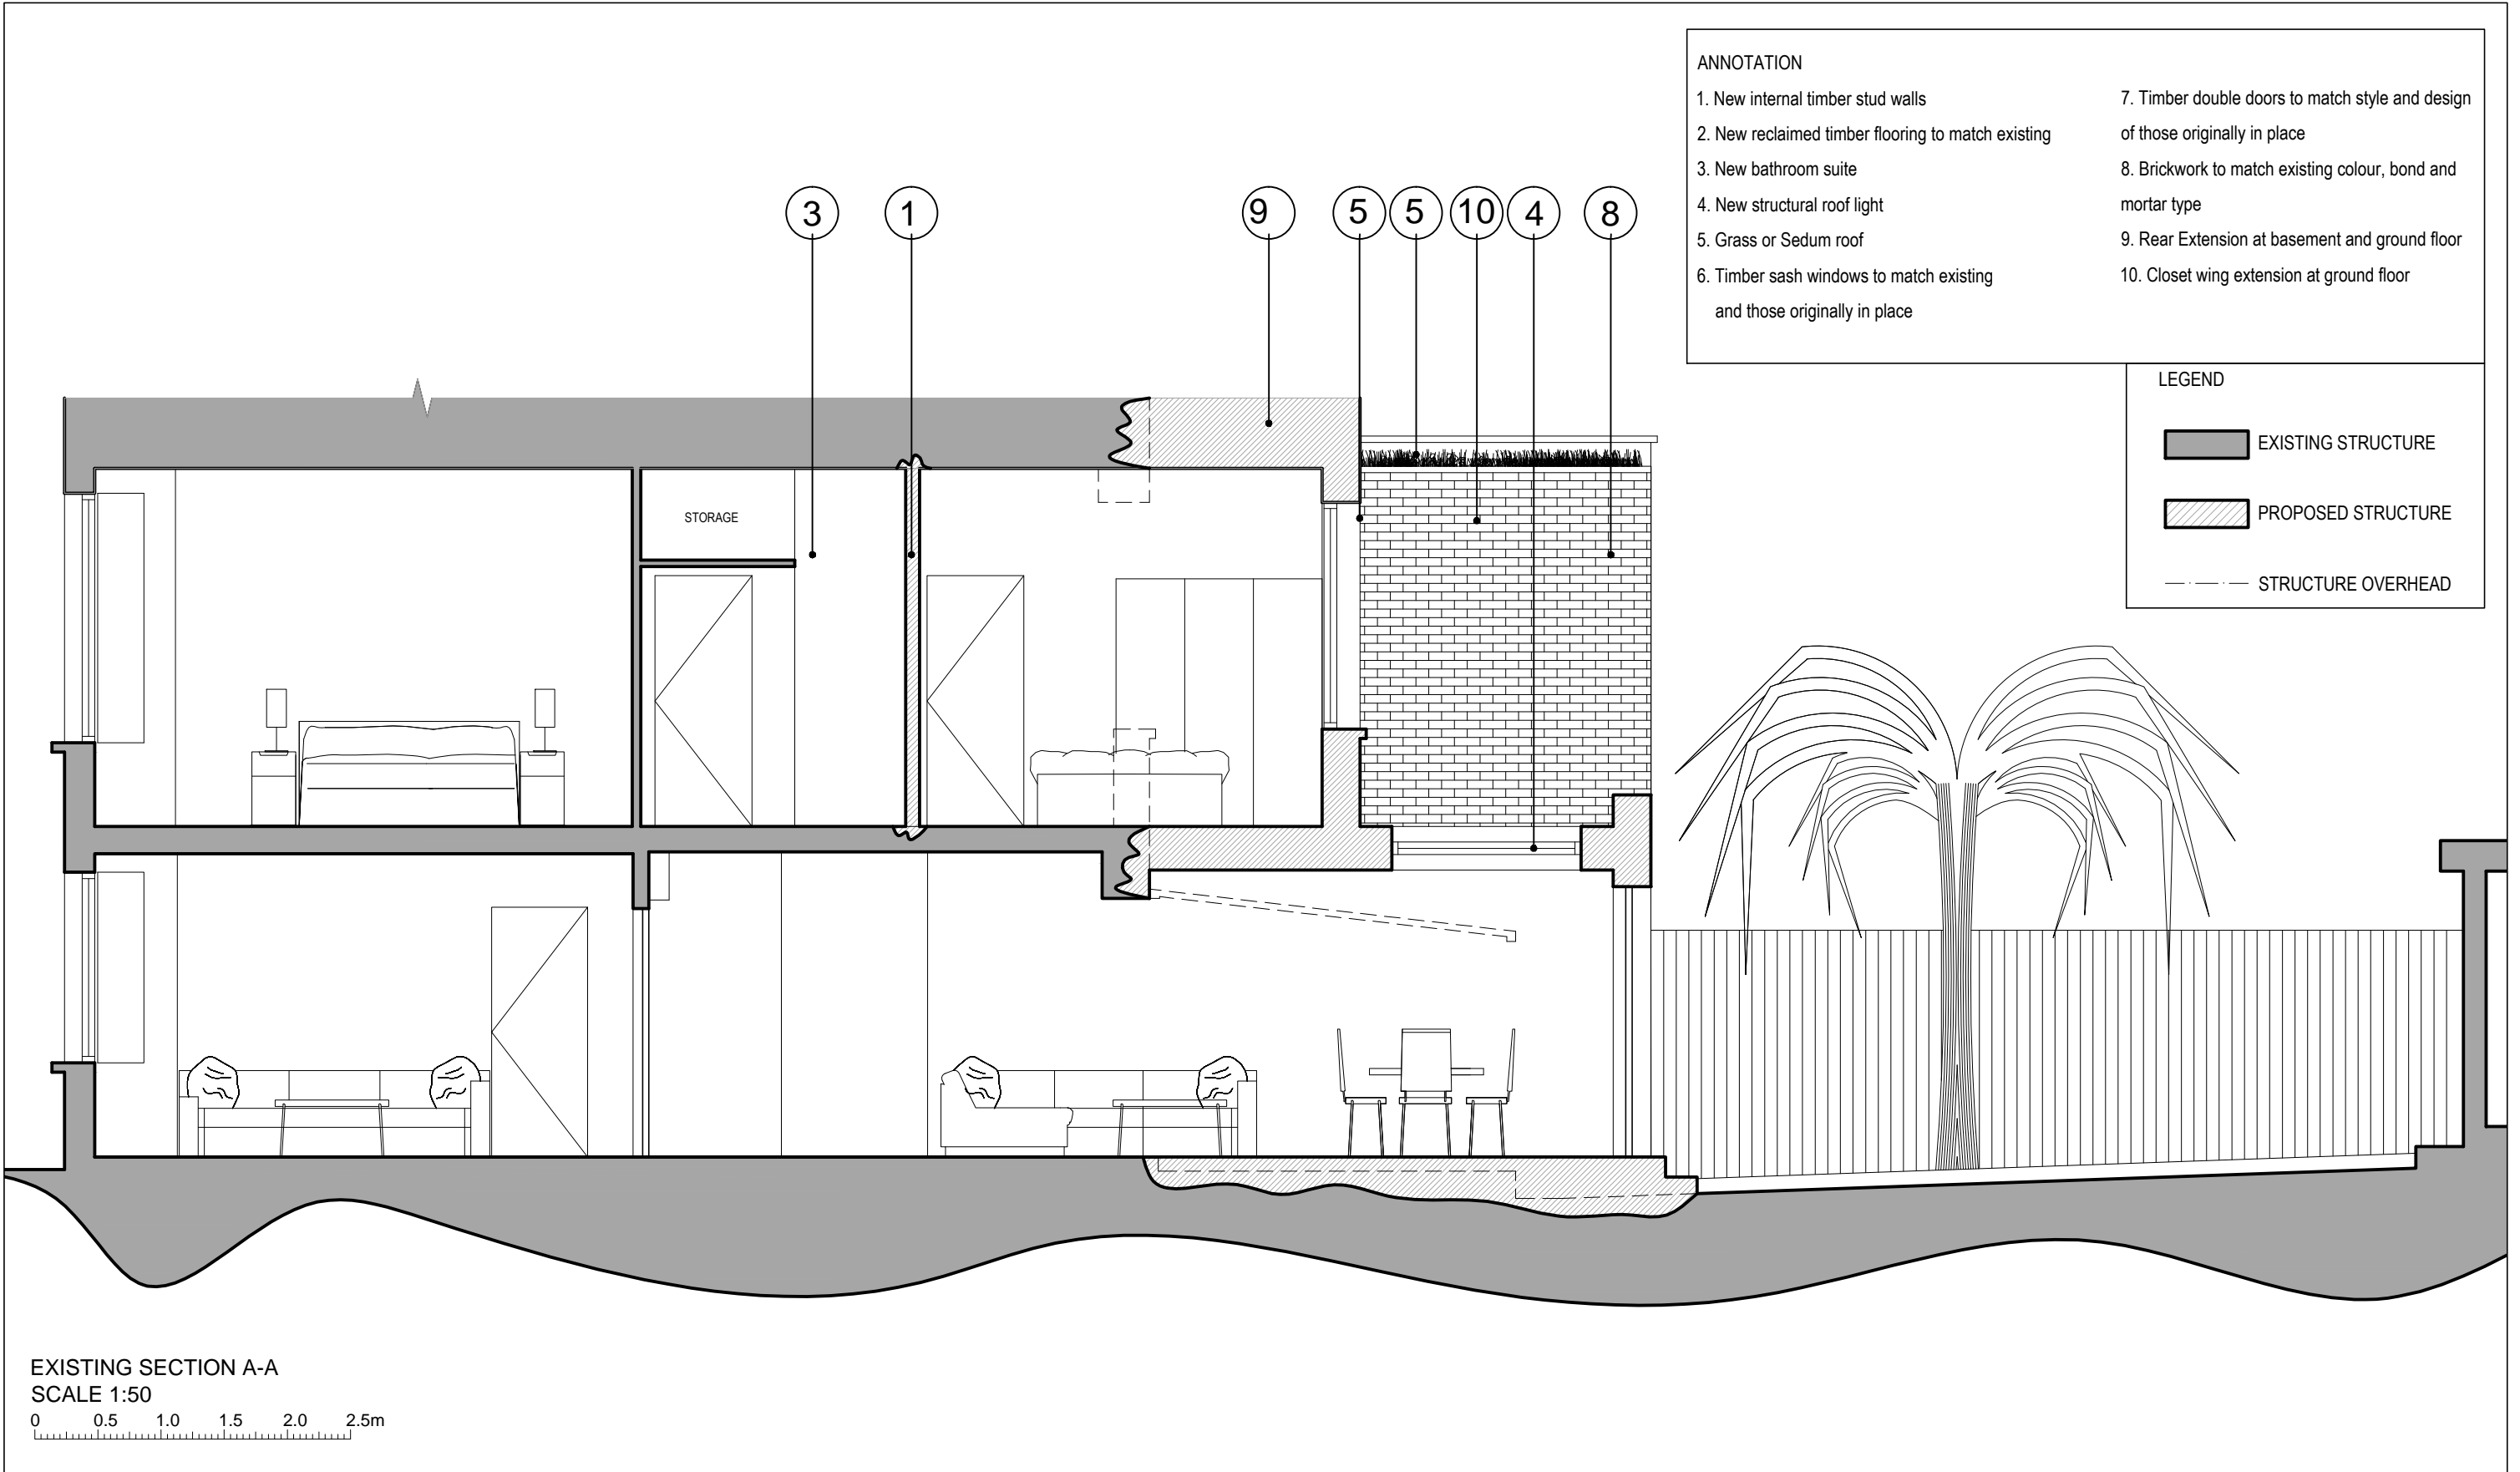 ANNOTATION
1. New internal timber stud walls
2. New reclaimed timber flooring to match existing
3. New bathroom suite
4. New structural roof light
5. Grass or Sedum roof
6. Timber sash windows to match existing
and those originally in place
7. Timber double doors to match style and design
of those originally in place
8. Brickwork to match existing colour, bond and
mortar type
9. Rear Extension at basement and ground floor
10. Closet wing extension at ground floor
3 1 9 5 5 10 4 8
LEGEND
EXISTING STRUCTURE
PROPOSED STRUCTURE
STRUCTURE OVERHEAD
STORAGE
EXISTING SECTION A-A
SCALE 1:50
0 0.5 1.0 1.5 2.0 2.5m